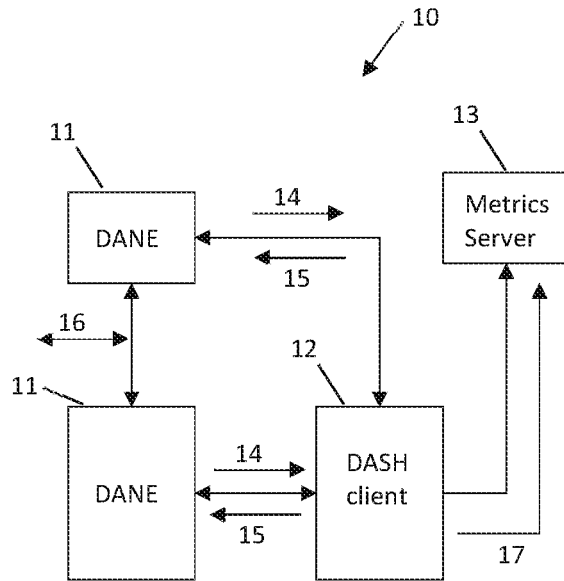 10
11
13
14
DANE
Metrics
Server
15
16
12
11
14
DASH
client
DANE
15
17